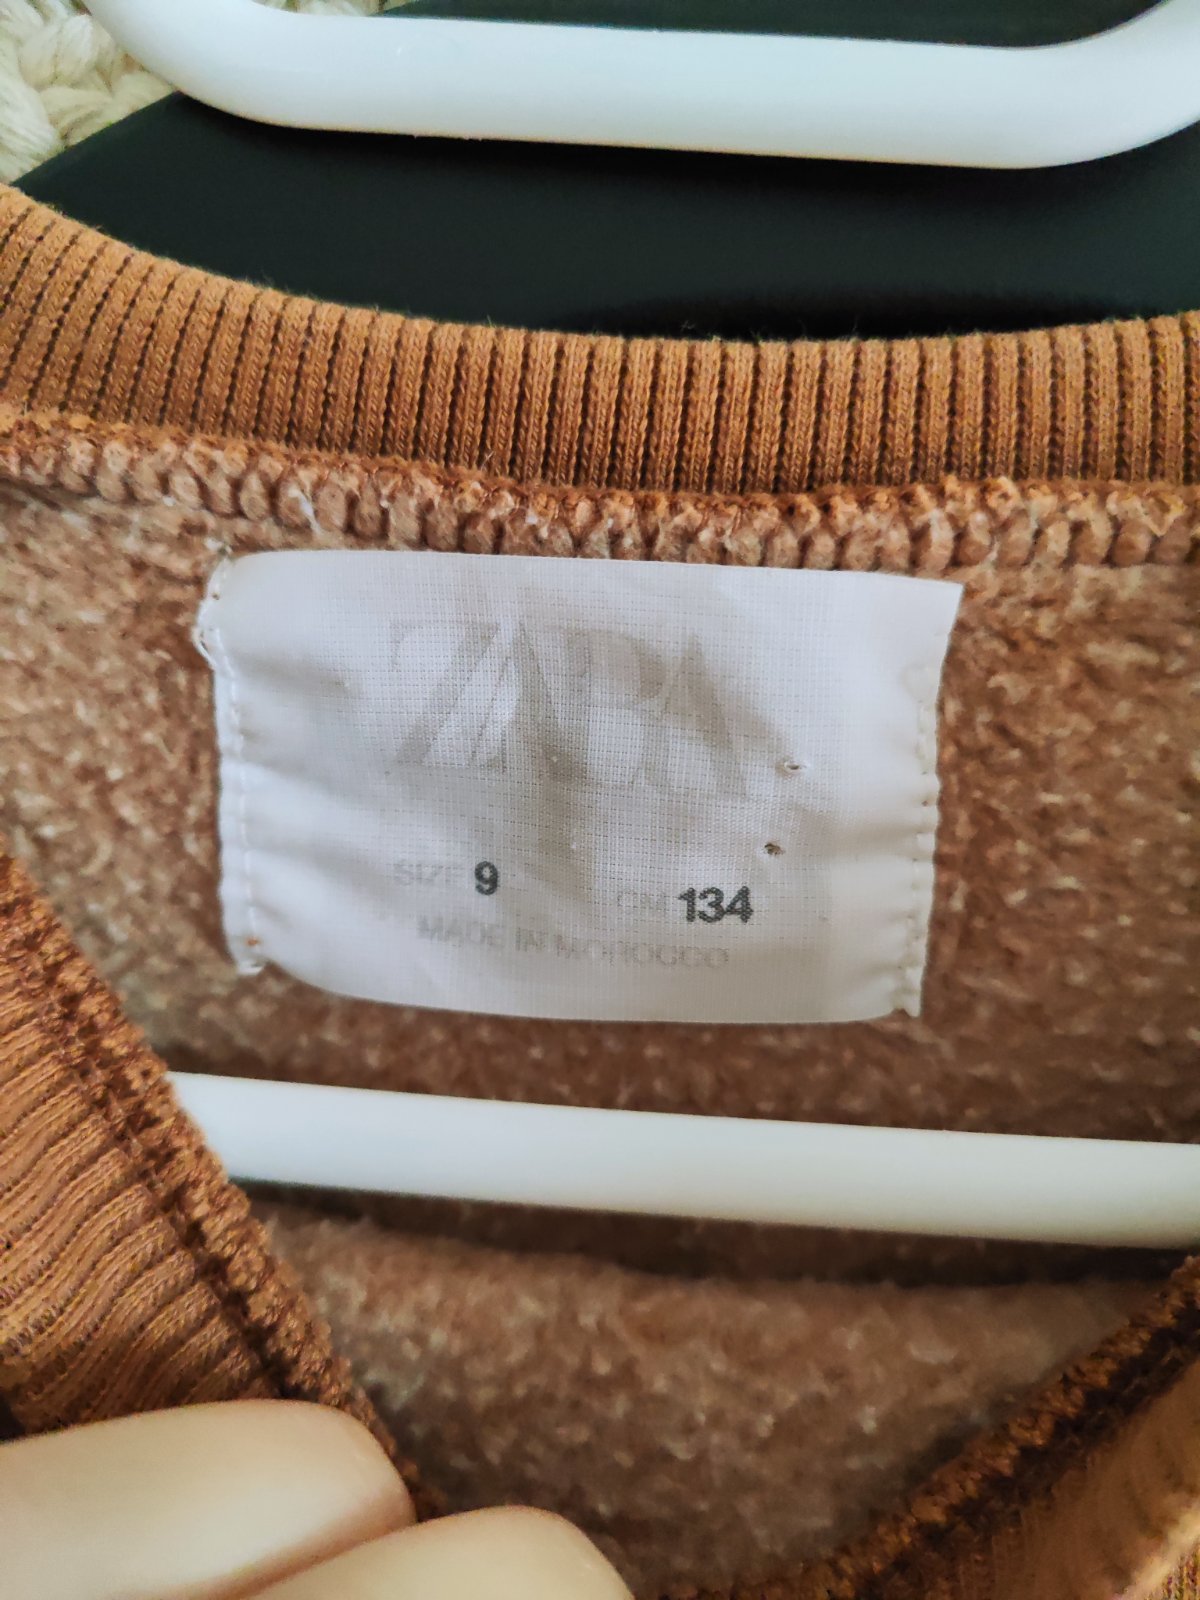 ZARA
SIZE 9 CM 134
MADE IN MOROCCO